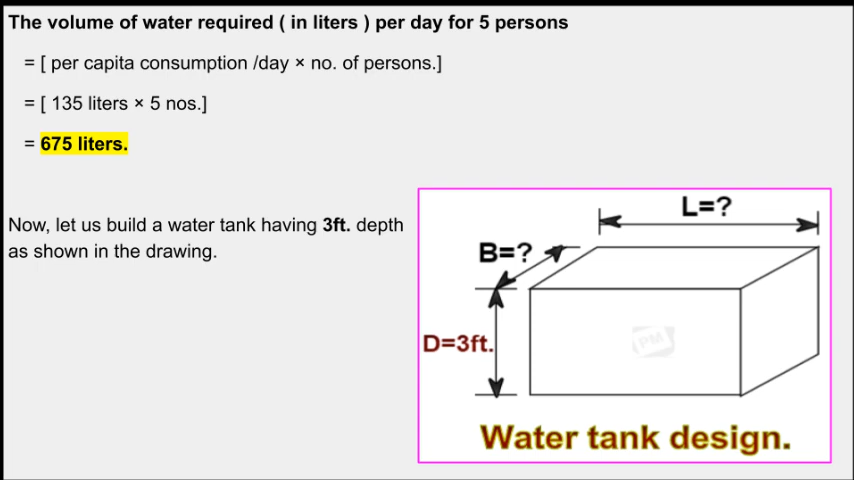 The volume of water required ( in liters ) per day for 5 persons
= [ per capita consumption /day × no. of persons.]
= [ 135 liters × 5 nos.]
= 675 liters.
Now, let us build a water tank having 3ft. depth
as shown in the drawing.
L=?
B=?
D=3ft.
PM
Water tank design.